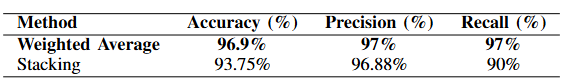 Method Accuracy (%) Precision (%) Recall (%)
Weighted Average 96.9% 97% 97%
Stacking 93.75% 96.88% 90%